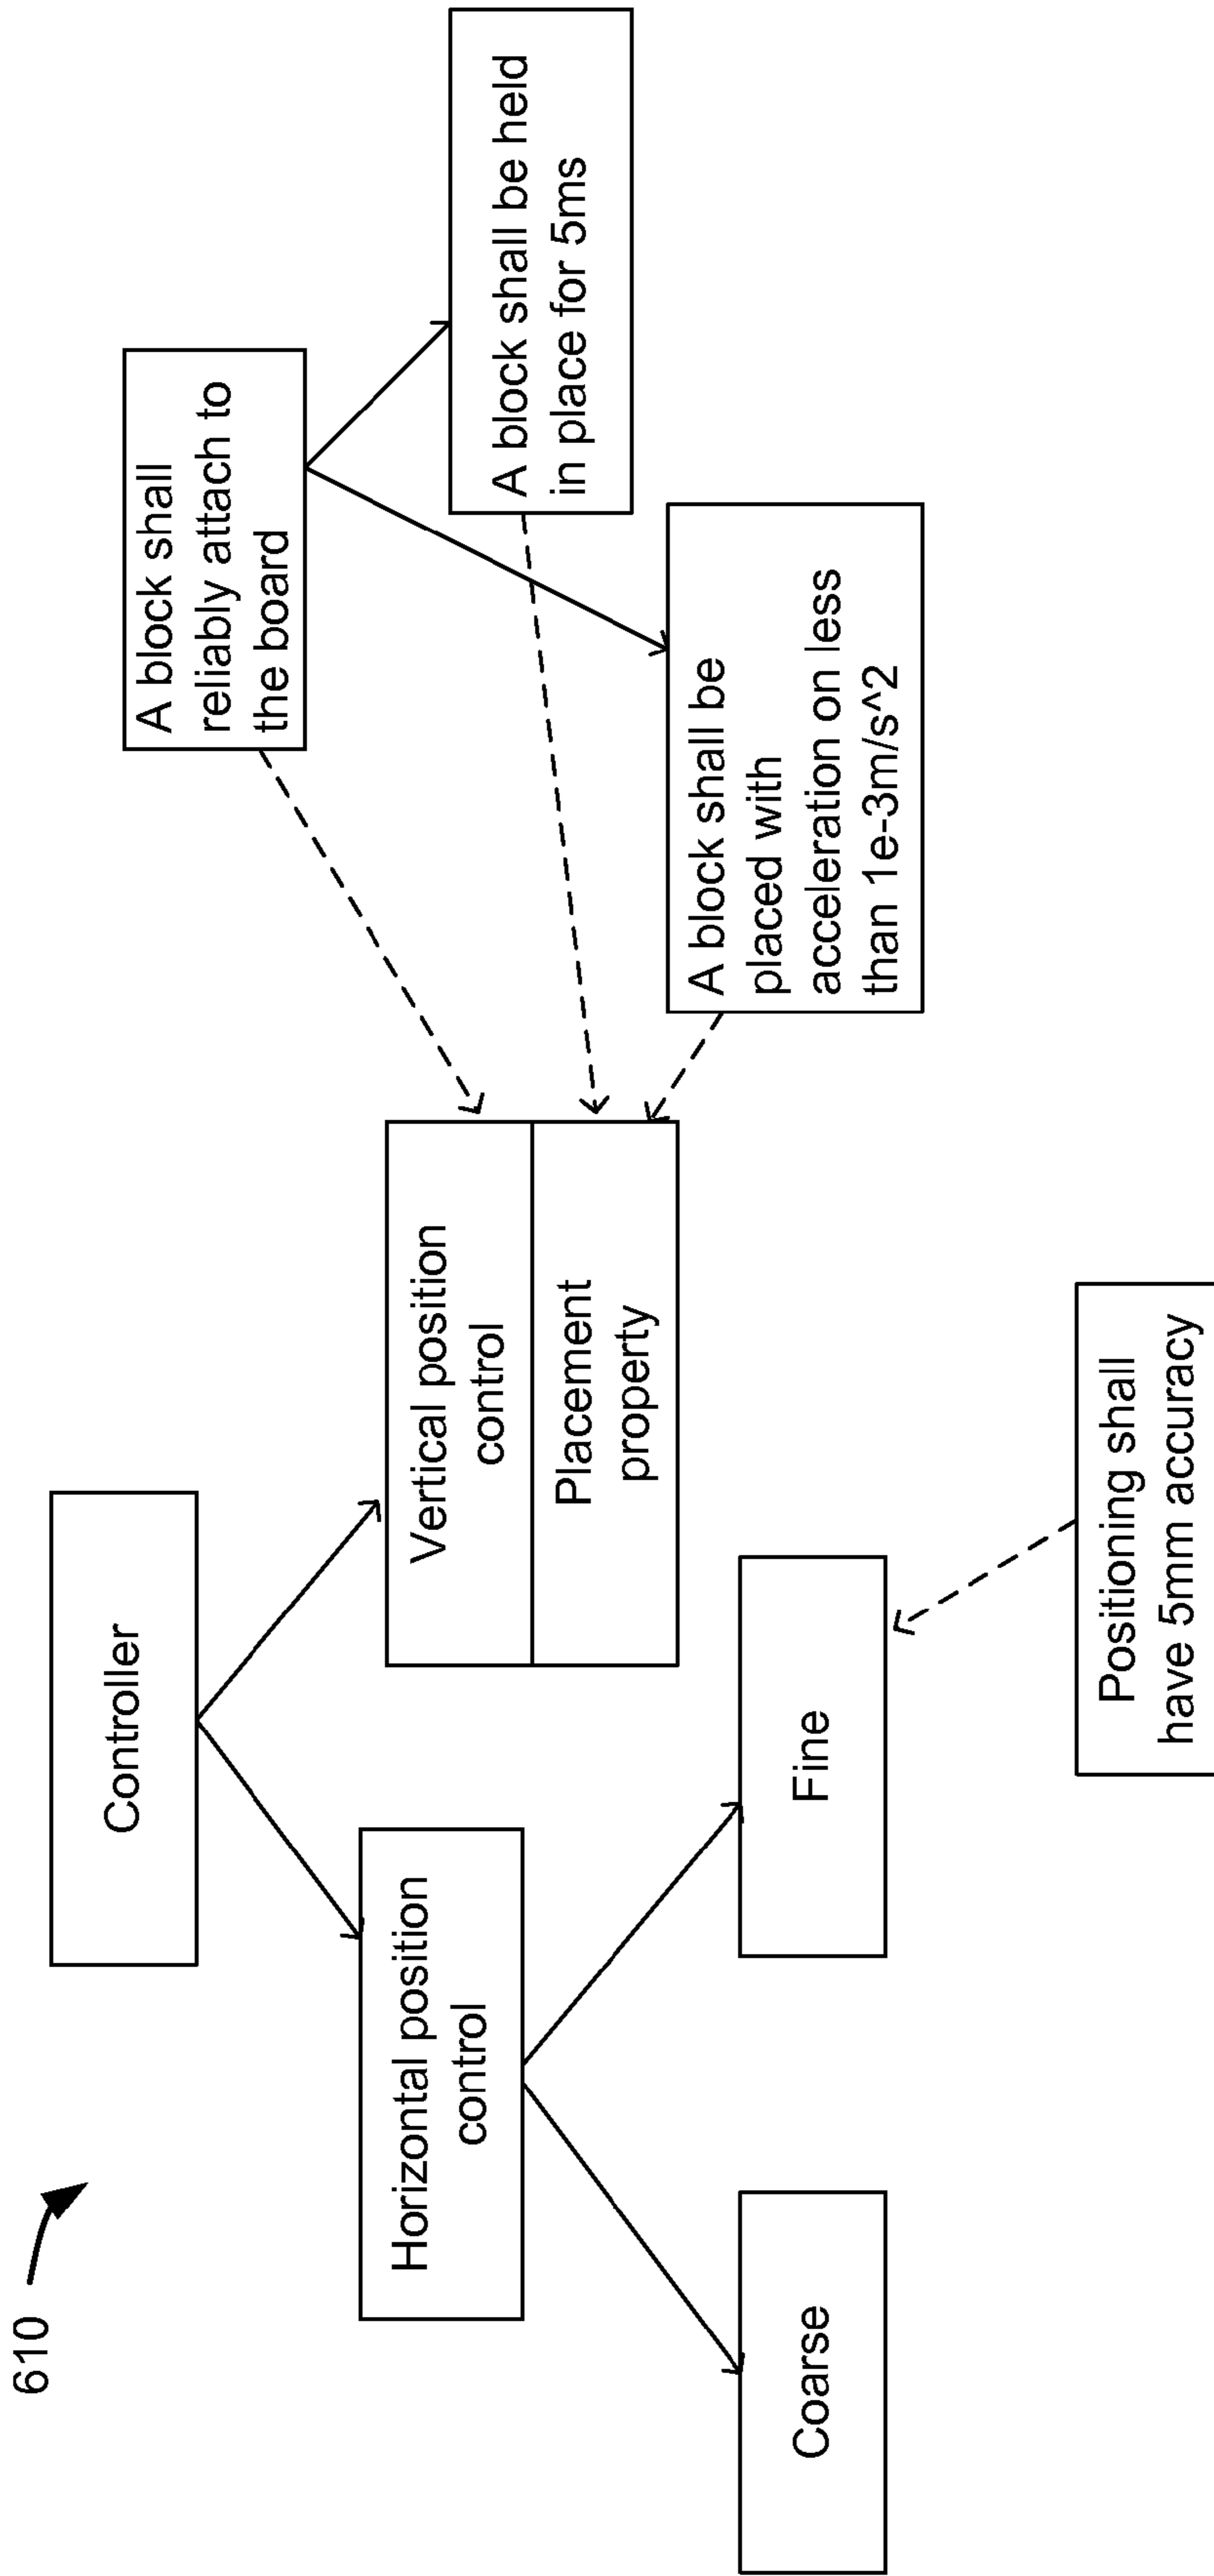 610
Controller
Horizontal position
control
Vertical position
control
Placement
property
Coarse
Fine
Positioning shall
have 5mm accuracy
A block shall
reliably attach to
the board
A block shall be held
in place for 5ms
A block shall be
placed with
acceleration on less
than 1e-3m/s^2